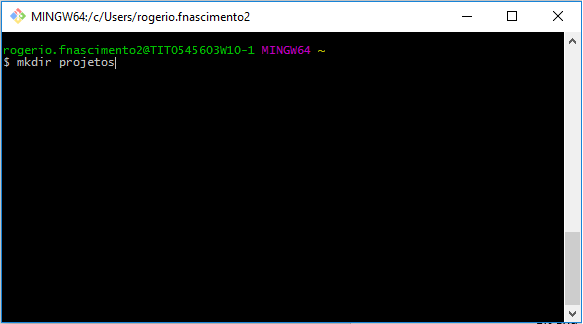 MINGW64:/c/Users/rogerio.fnascimento2
rogerio.fnascimento2@TIT0545603W10-1 MINGW64 ~
$ mkdir projetos